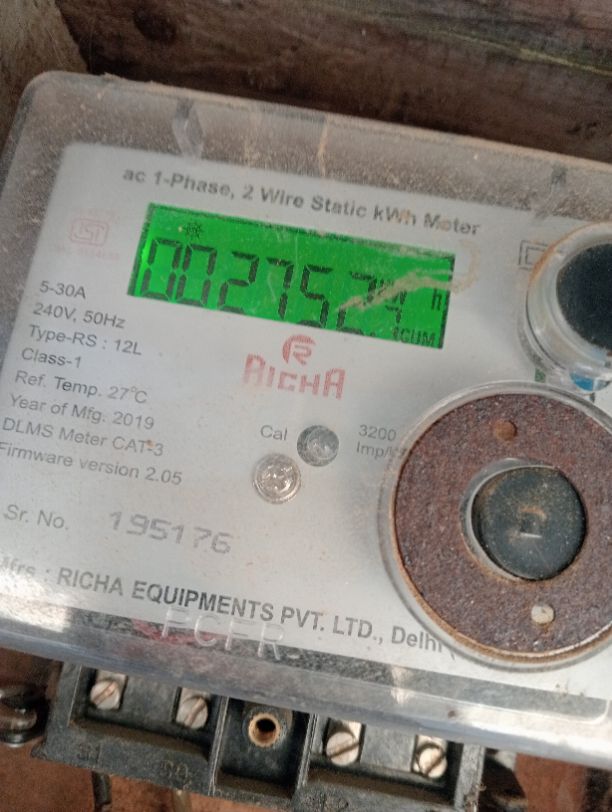 ac 1-Phase, 2 Wire Static kWh Meter
002752.24 h
CUM
5-30A
240V, 50Hz
Type-RS : 12L
Class-1
Ref. Temp. 27°C
Year of Mfg. 2019
DLMS Meter CAT-3
Firmware version 2.05
RICHA
Cal
3200
Imp/
Sr. No. 195176
Mfrs : RICHA EQUIPMENTS PVT. LTD., Delhi